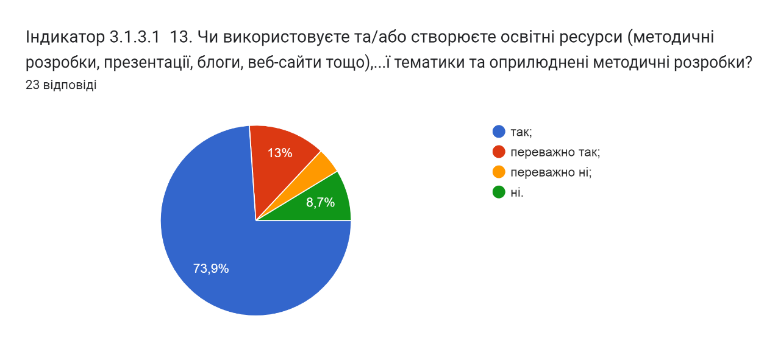 Індикатор 3.1.3.1 13. Чи використовуєте та/або створюєте освітні ресурси (методичні
розробки, презентації, блоги, веб-сайти тощо),...ї тематики та оприлюднені методичні розробки?
23 відповіді
так;
переважно так;
переважно ні;
ні.
13%
8,7%
73,9%